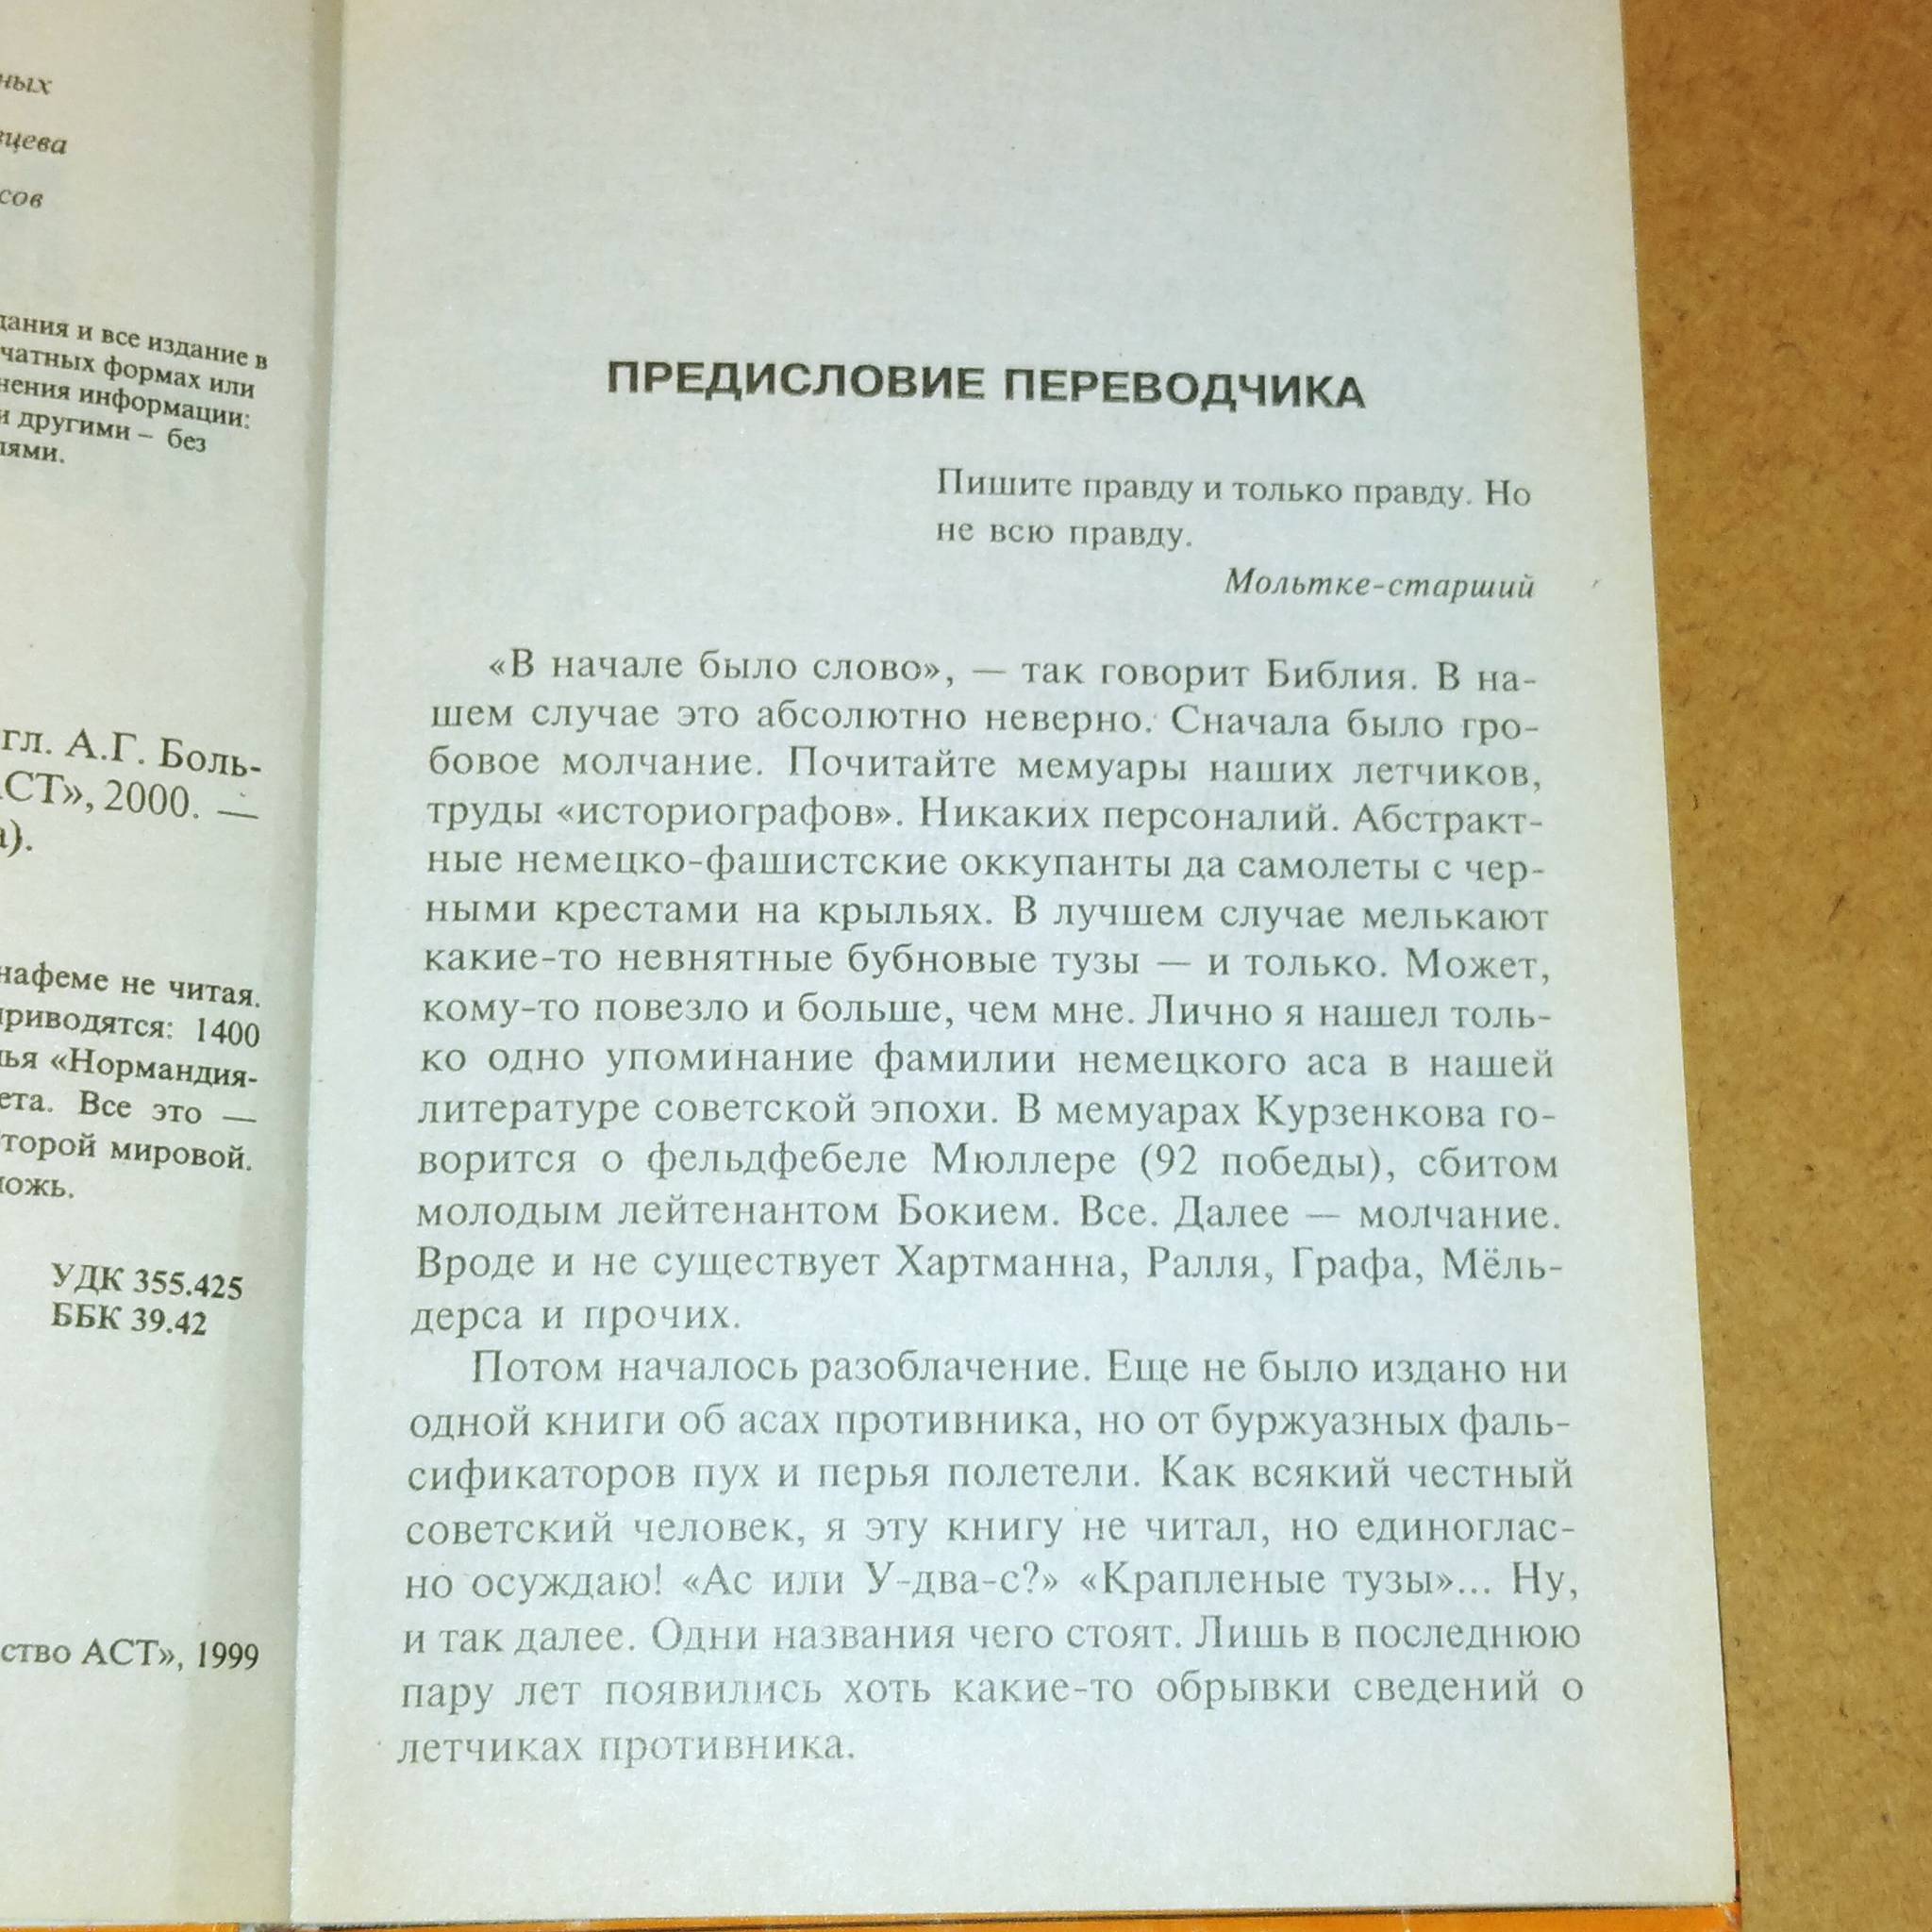 ных
вцева
сов
дания и все издание в
чатных формах или
нения информации:
и другими – без
лями.
гл. А.Г. Боль-
АСТ», 2000. —
а).
нафеме не читая.
приводятся: 1400
лья «Нормандия-
ета. Все это —
второй мировой.
ложь.
УДК 355.425
ББК 39.42
ство АСТ», 1999
ПРЕДИСЛОВИЕ ПЕРЕВОДЧИКА
Пишите правду и только правду. Но
не всю правду.
Мольтке-старший
«В начале было слово», — так говорит Библия. В на-
шем случае это абсолютно неверно. Сначала было гро-
бовое молчание. Почитайте мемуары наших летчиков,
труды «историографов». Никаких персоналий. Абстракт-
ные немецко-фашистские оккупанты да самолеты с чер-
ными крестами на крыльях. В лучшем случае мелькают
какие-то невнятные бубновые тузы — и только. Может,
кому-то повезло и больше, чем мне. Лично я нашел толь-
ко одно упоминание фамилии немецкого аса в нашей
литературе советской эпохи. В мемуарах Курзенкова го-
ворится о фельдфебеле Мюллере (92 победы), сбитом
молодым лейтенантом Бокием. Все. Далее — молчание.
Вроде и не существует Хартманна, Ралля, Графа, Мёль-
дерса и прочих.
Потом началось разоблачение. Еще не было издано ни
одной книги об асах противника, но от буржуазных фаль-
сификаторов пух и перья полетели. Как всякий честный
советский человек, я эту книгу не читал, но единоглас-
но осуждаю! «Ас или У-два-с?» «Крапленые тузы»... Ну,
и так далее. Одни названия чего стоят. Лишь в последнюю
пару лет появились хоть какие-то обрывки сведений о
летчиках противника.